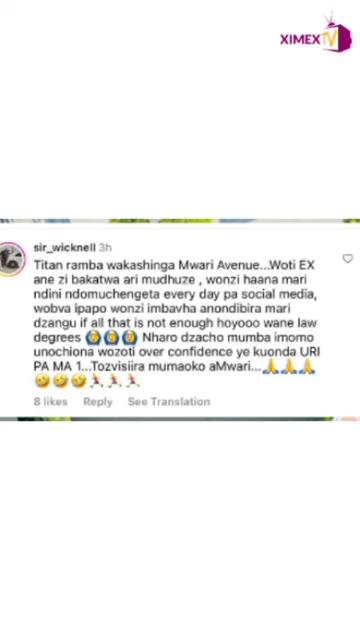 XIMEXTV
sir_wicknell 3h
Titan ramba wakashinga Mwari Avenue...Woti EX
ane zi bakatwa ari mudhuze , wonzi haana mari
ndini ndomuchengeta every day pa social media,
wobva ipapo wonzi imbavha anondibira mari
dzangu if all that is not enough hoyooo wane law
degrees 🙆‍♂️🙆‍♂️🙆‍♂️ Nharo dzacho mumba imomo
unochiona wozoti over confidence ye kuonda URI
PA MA 1...Tozvisiira mumaoko aMwari...🙏🙏🙏
🤣🤣🤣🏃🏃🏃
8 likes Reply See Translation